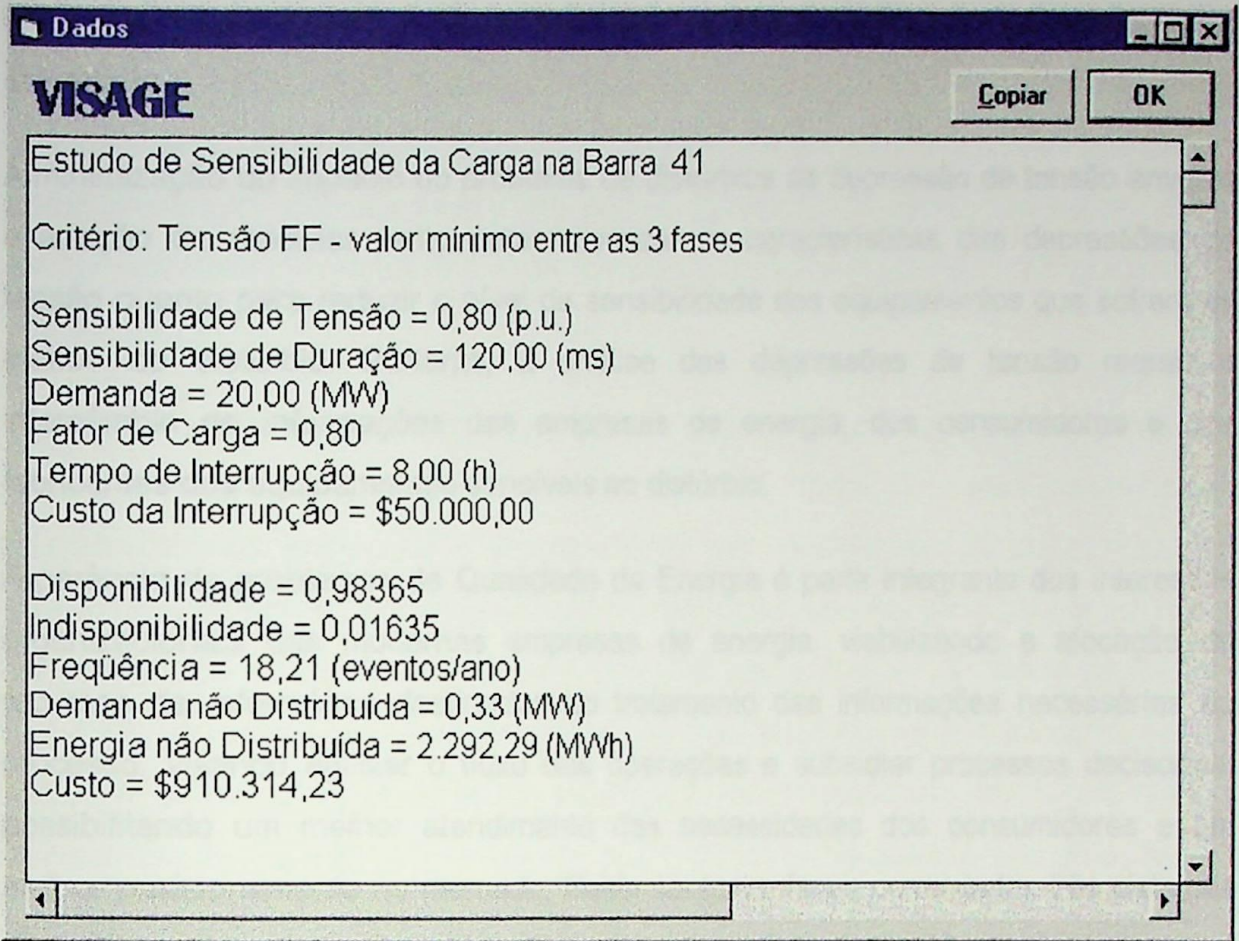 Dados
VISAGE
Copiar
OK
Estudo de Sensibilidade da Carga na Barra 41
Critério: Tensão FF - valor mínimo entre as 3 fases
Sensibilidade de Tensão = 0,80 (p.u.)
Sensibilidade de Duração = 120,00 (ms)
Demanda = 20,00 (MW)
Fator de Carga = 0,80
Tempo de Interrupção = 8,00 (h)
Custo da Interrupção = $50.000,00
Disponibilidade = 0,98365
Indisponibilidade = 0,01635
Freqüência = 18,21 (eventos/ano)
Demanda não Distribuída = 0,33 (MW)
Energia não Distribuída = 2.292,29 (MWh)
Custo = $910.314,23